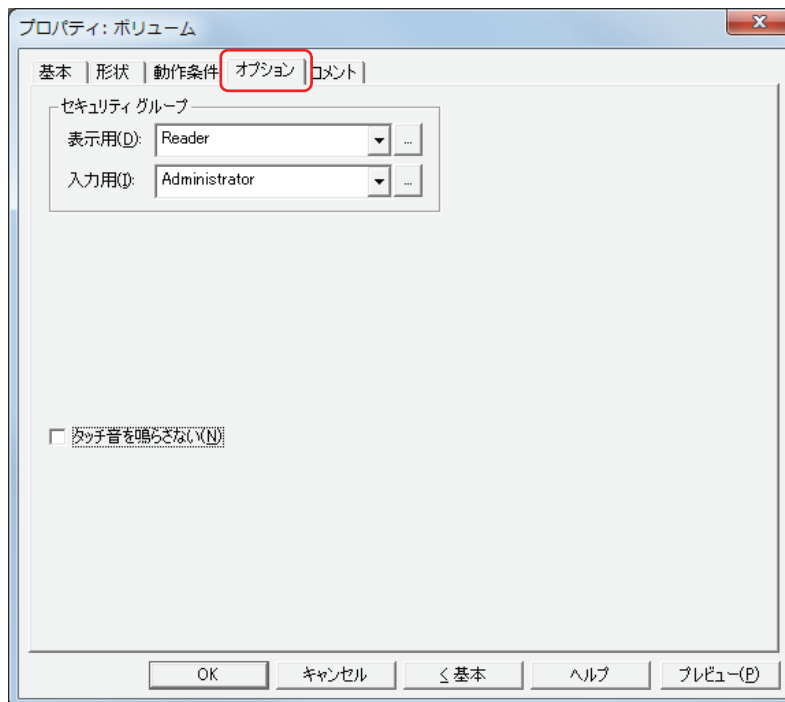 プロパティ: ボリューム
基本 形状 動作条件 オプション コメント
セキュリティ グループ
表示用(D): Reader ...
入力用(I): Administrator ...
タッチ音を鳴らさない(N)
OK キャンセル < 基本 ヘルプ プレビュー(P)